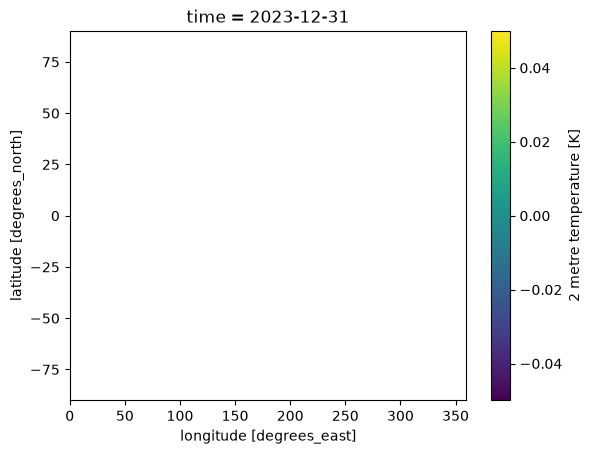 time = 2023-12-31
latitude [degrees_north]
75
50
25
0
−25
−50
−75
0 50 100 150 200 250 300 350
longitude [degrees_east]
0.04
0.02
0.00
−0.02
−0.04
2 metre temperature [K]